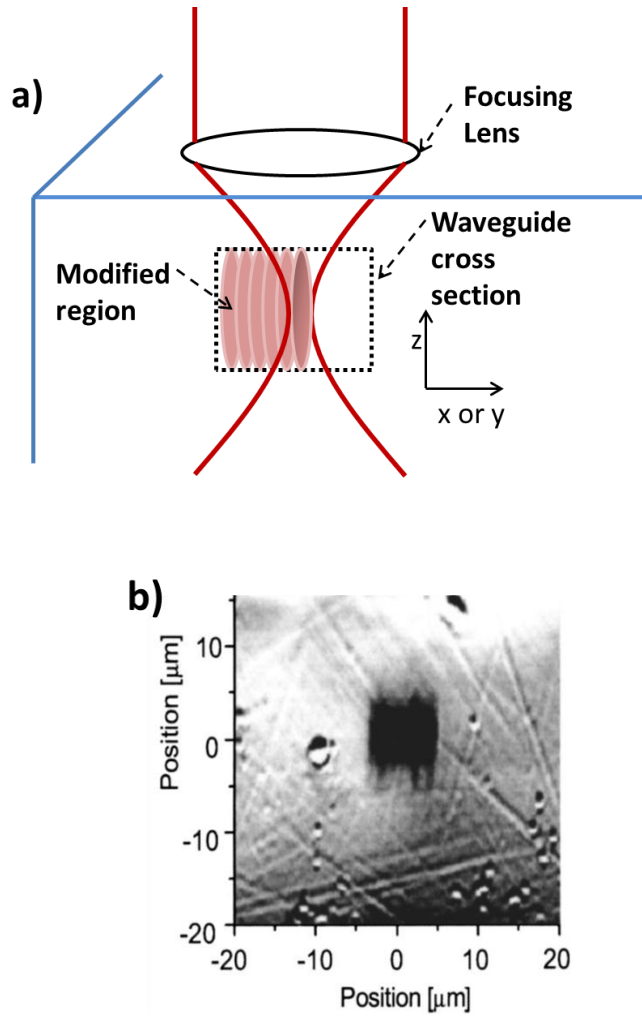 a)
Focusing
Lens
Waveguide
cross
section
Modified
region
z
x or y
b)
Position [μm]
10
0
-10
-20
-20
-10
0
10
20
Position [μm]